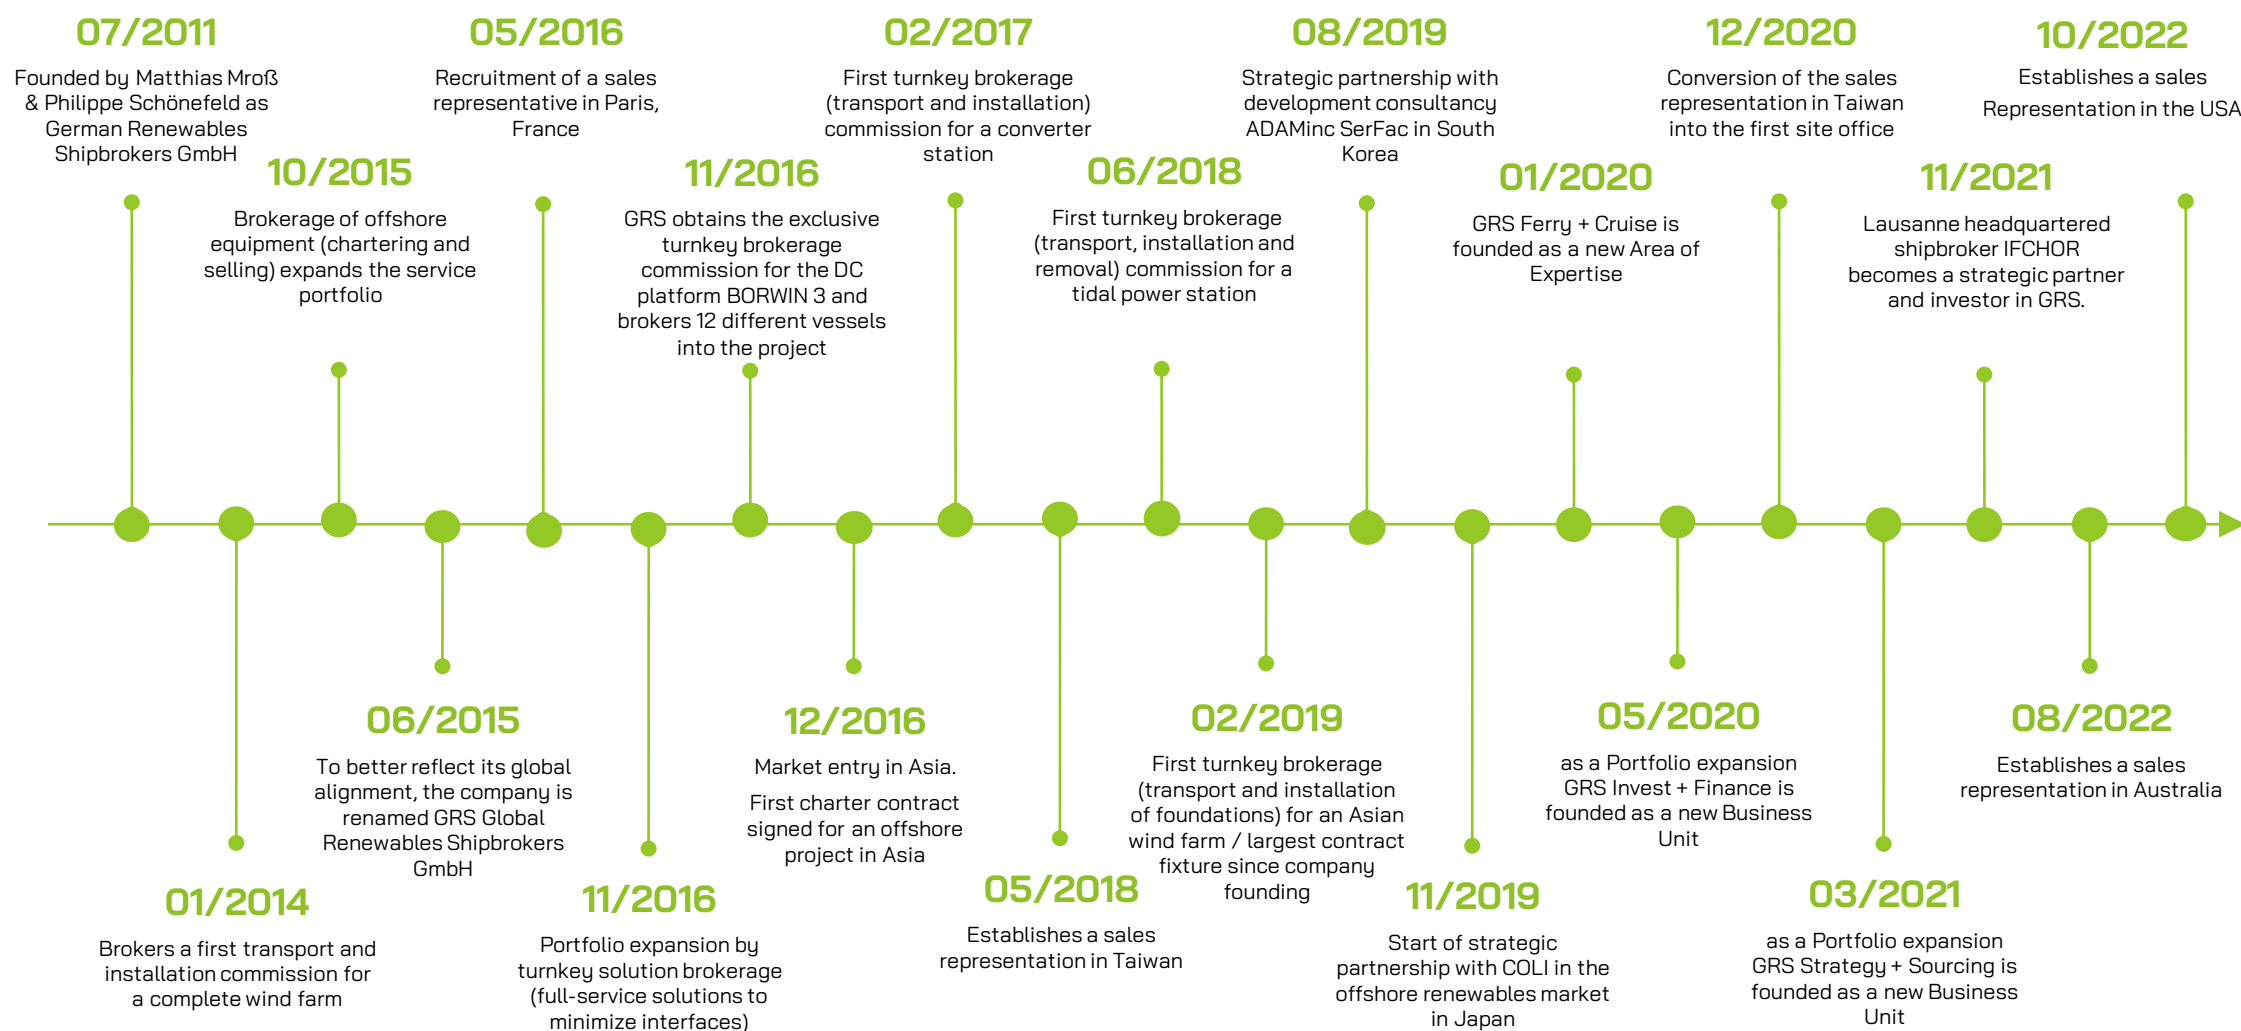 07/2011
Founded by Matthias Mroß
& Philippe Schönefeld as
German Renewables
Shipbrokers GmbH
05/2016
Recruitment of a sales
representative in Paris,
France
02/2017
First turnkey brokerage
(transport and installation)
commission for a converter
station
08/2019
Strategic partnership with
development consultancy
ADAMinc SerFac in South
Korea
12/2020
Conversion of the sales
representation in Taiwan
into the first site office
10/2022
Establishes a sales
Representation in the USA
10/2015
Brokerage of offshore
equipment (chartering and
selling) expands the service
portfolio
11/2016
GRS obtains the exclusive
turnkey brokerage
commission for the DC
platform BORWIN 3 and
brokers 12 different vessels
into the project
06/2018
First turnkey brokerage
(transport, installation and
removal) commission for a
tidal power station
01/2020
GRS Ferry + Cruise is
founded as a new Area of
Expertise
11/2021
Lausanne headquartered
shipbroker IFCHOR
becomes a strategic partner
and investor in GRS.
06/2015
To better reflect its global
alignment, the company is
renamed GRS Global
Renewables Shipbrokers
GmbH
12/2016
Market entry in Asia.
First charter contract
signed for an offshore
project in Asia
02/2019
First turnkey brokerage
(transport and installation
of foundations) for an Asian
wind farm / largest contract
fixture since company
founding
05/2020
as a Portfolio expansion
GRS Invest + Finance is
founded as a new Business
Unit
08/2022
Establishes a sales
representation in Australia
01/2014
Brokers a first transport and
installation commission for
a complete wind farm
11/2016
Portfolio expansion by
turnkey solution brokerage
(full-service solutions to
minimize interfaces)
05/2018
Establishes a sales
representation in Taiwan
11/2019
Start of strategic
partnership with COLI in the
offshore renewables market
in Japan
03/2021
as a Portfolio expansion
GRS Strategy + Sourcing is
founded as a new Business
Unit